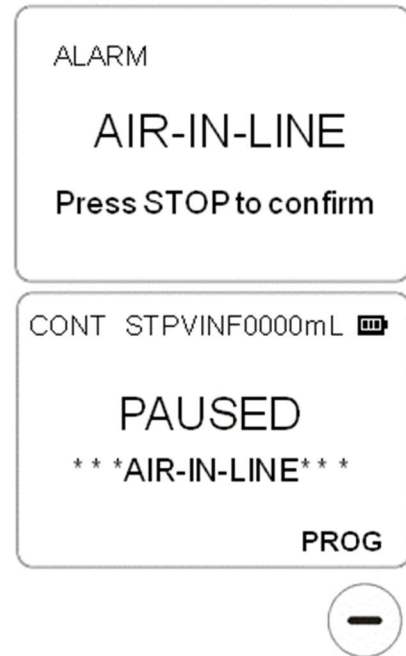 ALARM
AIR-IN-LINE
Press STOP to confirm
CONT STPVINF0000mL
PAUSED
***AIR-IN-LINE***
PROG